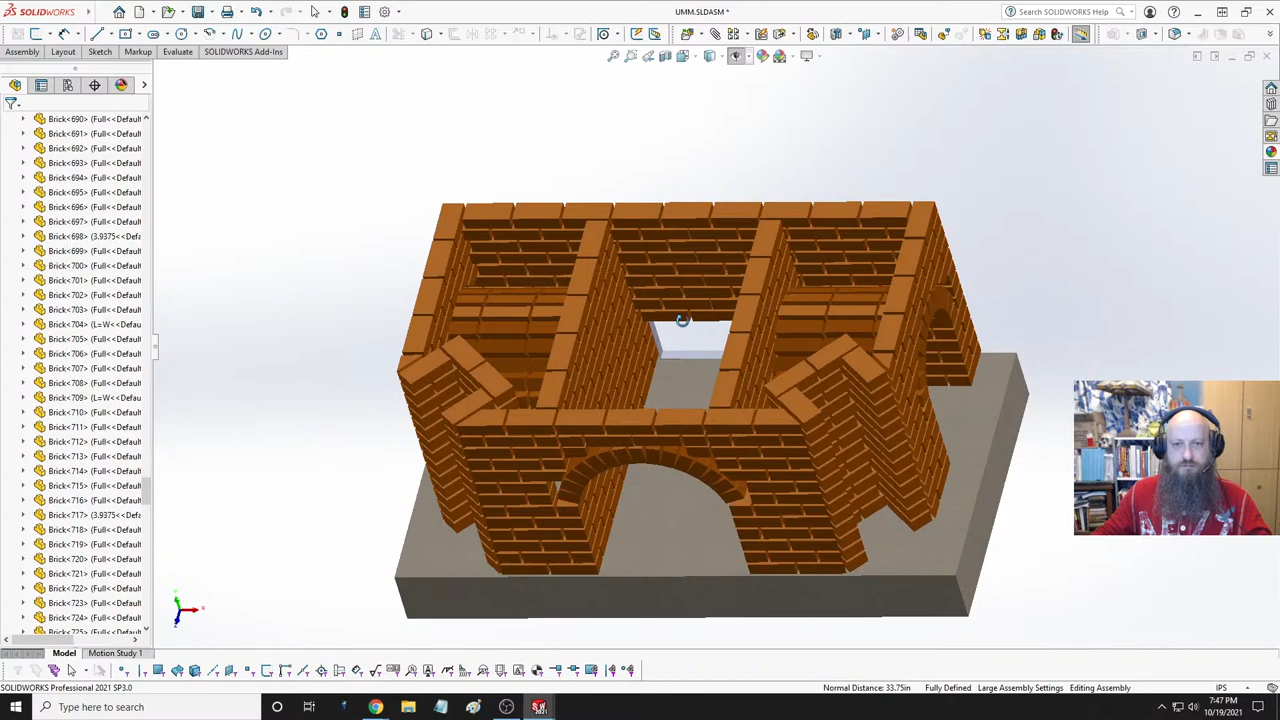 SOLIDWORKS
UMM.SLDASM *
Search SOLIDWORKS Help
Assembly
Layout
Sketch
Markup
Evaluate
SOLIDWORKS Add-Ins
Brick<690> (Full<<Default
Brick<691> (Full<<Default
Brick<692> (Full<<Default
Brick<693> (Full<<Default
Brick<694> (Full<<Default
Brick<695> (Full<<Default
Brick<696> (Full<<Default
Brick<697> (Full<<Default
Brick<698> (3.9375<<Defa
Brick<699> (Full<<Default
Brick<700> (Full<<Default
Brick<701> (Full<<Default
Brick<702> (Full<<Default
Brick<703> (Full<<Default
Brick<704> (L=W<<Defau
Brick<705> (Full<<Default
Brick<706> (Full<<Default
Brick<707> (Full<<Default
Brick<708> (Full<<Default
Brick<709> (L=W<<Defau
Brick<710> (Full<<Default
Brick<711> (Full<<Default
Brick<712> (Full<<Default
Brick<713> (Full<<Default
Brick<714> (Full<<Default
Brick<715> (Full<<Default
Brick<716> (Full<<Default
Brick<717> (3.9375<<Defa
Brick<718> (Full<<Default
Brick<719> (Full<<Default
Brick<720> (Full<<Default
Brick<721> (Full<<Default
Brick<722> (Full<<Default
Brick<723> (Full<<Default
Brick<724> (Full<<Default
Brick<725> (Full<<Default
Model
Motion Study 1
SOLIDWORKS Professional 2021 SP3.0
Normal Distance: 33.75in
Fully Defined
Large Assembly Settings
Editing Assembly
IPS
Type here to search
7:47 PM
10/19/2021